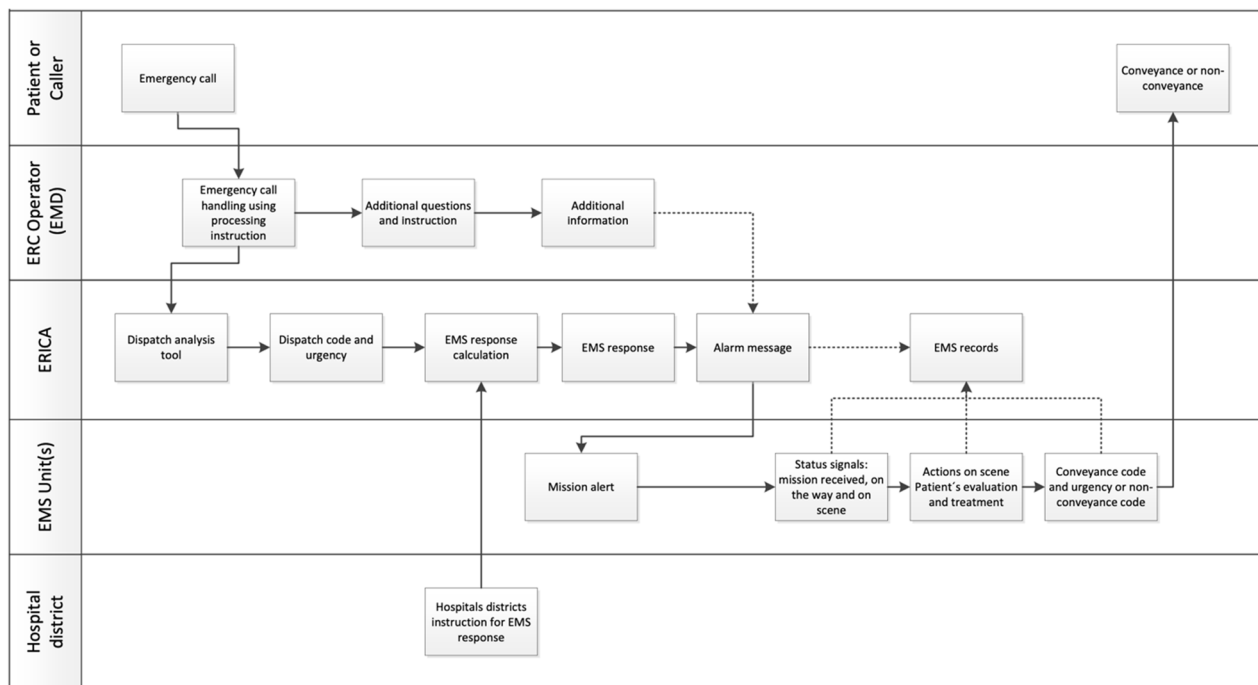 Patient or
Caller
Emergency call
Conveyance or non-
conveyance
ERC Operator
(EMD)
Emergency call
handling using
processing
instruction
Additional questions
and instruction
Additional
information
ERICA
Dispatch analysis
tool
Dispatch code and
urgency
EMS response
calculation
EMS response
Alarm message
EMS records
EMS Unit(s)
Mission alert
Status signals:
mission received, on
the way and on
scene
Actions on scene
Patient´s evaluation
and treatment
Conveyance code
and urgency or non-
conveyance code
Hospital
district
Hospitals districts
instruction for EMS
response